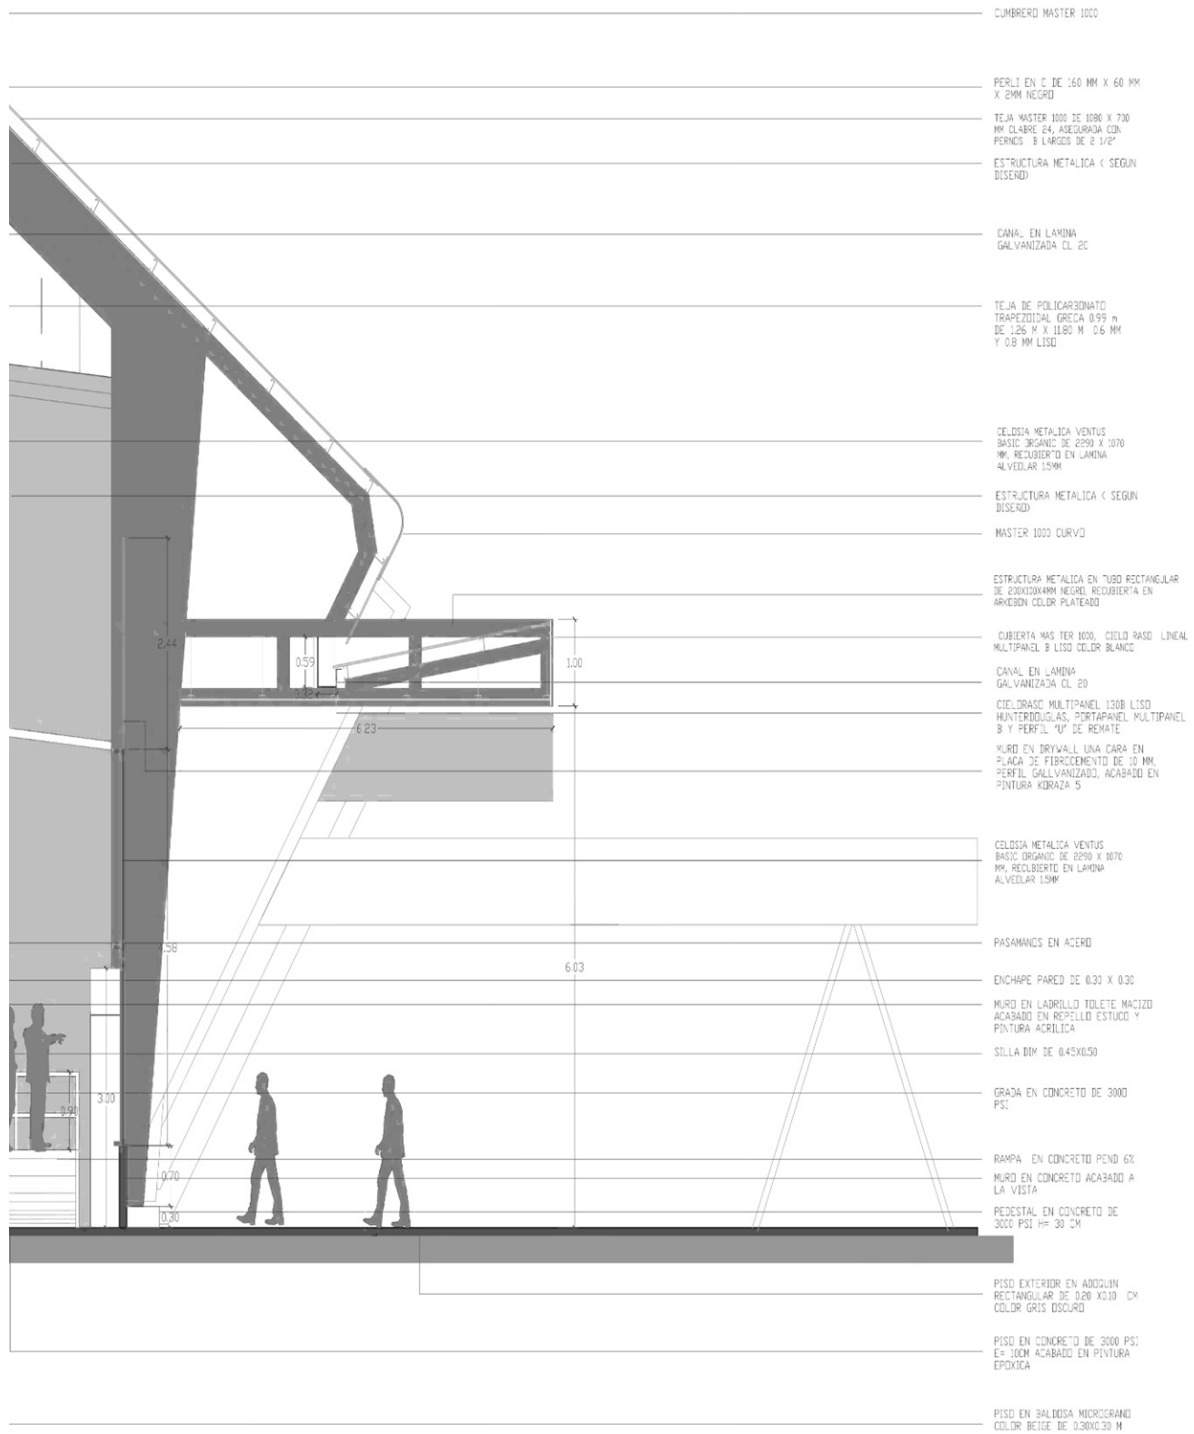 CUMBRERO MASTER 1000
PERLI EN C DE 160 MM X 60 MM
X 2MM NEGRO
TEJA MASTER 1000 DE 1080 X 700
MM CLABRE 24, ASEGURADA CON
PERNOS B LARGOS DE 2 1/2"
ESTRUCTURA METALICA ( SEGUN
DISEÑO)
CANAL EN LAMINA
GALVANIZADA CL 20
TEJA DE POLICARBONATO
TRAPEZOIDAL GRECA 0.99 m
DE 1.26 M X 11.80 M 0.6 MM
Y 0.8 MM LISO
CELOSIA METALICA VENTUS
BASIC ORGANIC DE 2290 X 1070
MM, RECUBIERTO EN LAMINA
ALVEOLAR 1.5MM
ESTRUCTURA METALICA ( SEGUN
DISEÑO)
MASTER 1000 CURVO
ESTRUCTURA METALICA EN TUBO RECTANGULAR
DE 200X100X4MM NEGRO, RECUBIERTA EN
ARKOBON COLOR PLATEADO
CUBIERTA MAS TER 1000, CIELO RASO LINEAL
MULTIPANEL B LISO COLOR BLANCO
CANAL EN LAMINA
GALVANIZADA CL 20
CIELORASO MULTIPANEL 130B LISO
HUNTERDOUGLAS, PORTAPANEL MULTIPANEL
B Y PERFIL "U" DE REMATE
MURO EN DRYWALL UNA CARA EN
PLACA DE FIBROCEMENTO DE 10 MM,
PERFIL GALLVANIZADO, ACABADO EN
PINTURA KORAZA 5
CELOSIA METALICA VENTUS
BASIC ORGANIC DE 2290 X 1070
MM, RECUBIERTO EN LAMINA
ALVEOLAR 1.5MM
PASAMANOS EN ACERO
ENCHAPE PARED DE 0.30 X 0.30
MURO EN LADRILLO TOLETE MACIZO
ACABADO EN REPELLO ESTUCO Y
PINTURA ACRILICA
SILLA DIM DE 0.45X0.50
GRADA EN CONCRETO DE 3000
PSI
RAMPA EN CONCRETO PEND 6%
MURO EN CONCRETO ACABADO A
LA VISTA
PEDESTAL EN CONCRETO DE
3000 PSI H= 30 CM
PISO EXTERIOR EN ADOQUIN
RECTANGULAR DE 0.20 X0.10 CM
COLOR GRIS OSCURO
PISO EN CONCRETO DE 3000 PSI
E= 10CM ACABADO EN PINTURA
EPOXICA
PISO EN BALDOSA MICROGRANO
COLOR BEIGE DE 0.30X0.30 M
2.44
0.59
1.00
6.23
4.58
6.03
3.00
0.90
0.70
0.30